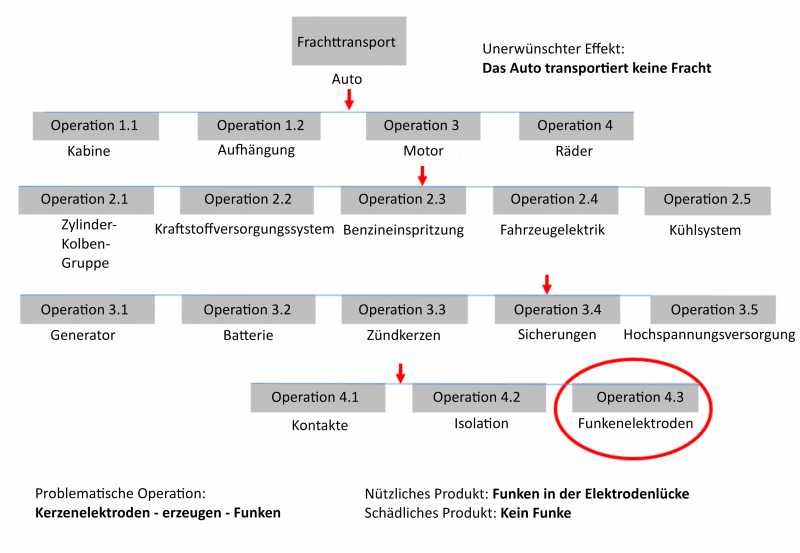 Frachttransport
Unerwünschter Effekt:
Das Auto transportiert keine Fracht
Auto
Operation 1.1
Operation 1.2
Operation 3
Operation 4
Kabine
Aufhängung
Motor
Räder
Operation 2.1
Operation 2.2
Operation 2.3
Operation 2.4
Operation 2.5
Zylinder-
Kolben-
Gruppe
Kraftstoffversorgungssystem
Benzineinspritzung
Fahrzeugelektrik
Kühlsystem
Operation 3.1
Operation 3.2
Operation 3.3
Operation 3.4
Operation 3.5
Generator
Batterie
Zündkerzen
Sicherungen
Hochspannungsversorgung
Operation 4.1
Operation 4.2
Operation 4.3
Kontakte
Isolation
Funkenelektroden
Problematische Operation:
Kerzenelektroden - erzeugen - Funken
Nützliches Produkt: Funken in der Elektrodenlücke
Schädliches Produkt: Kein Funke